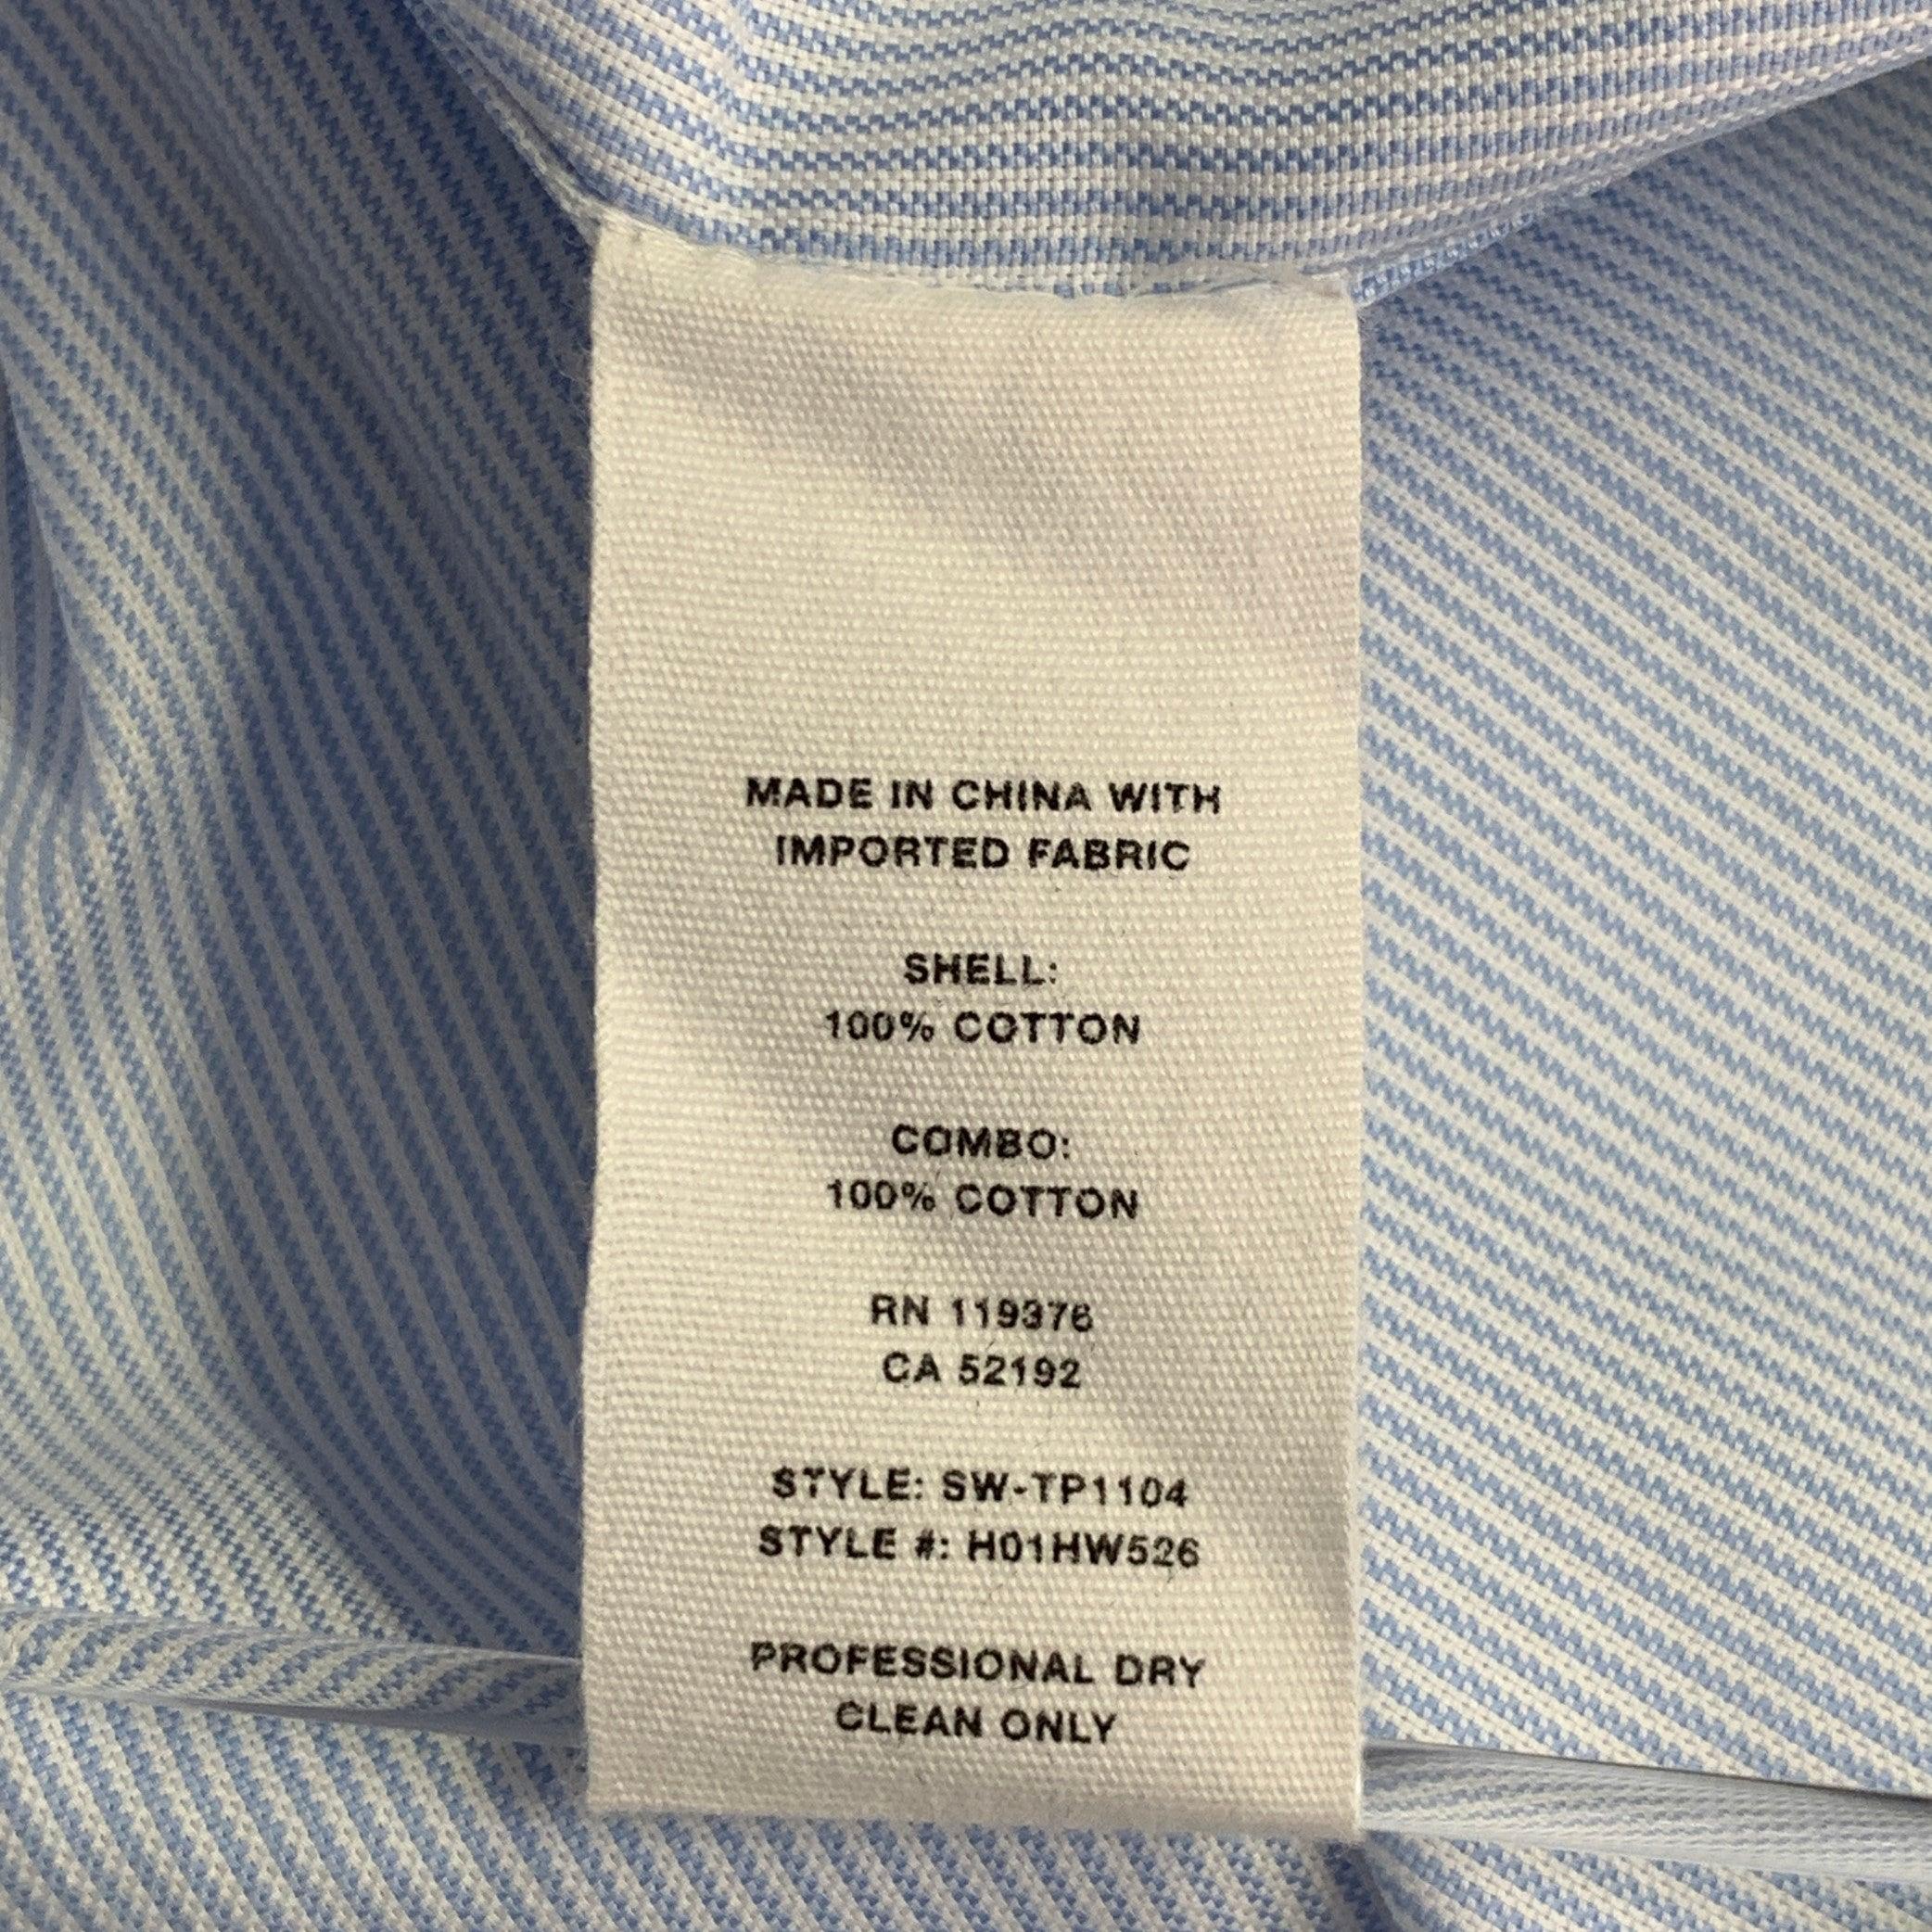 MADE IN CHINA WITH
IMPORTED FABRIC
SHELL:
100% COTTON
COMBO:
100% COTTON
RN 119376
CA 52192
STYLE: SW-TP1104
STYLE #: H01HW526
PROFESSIONAL DRY
CLEAN ONLY